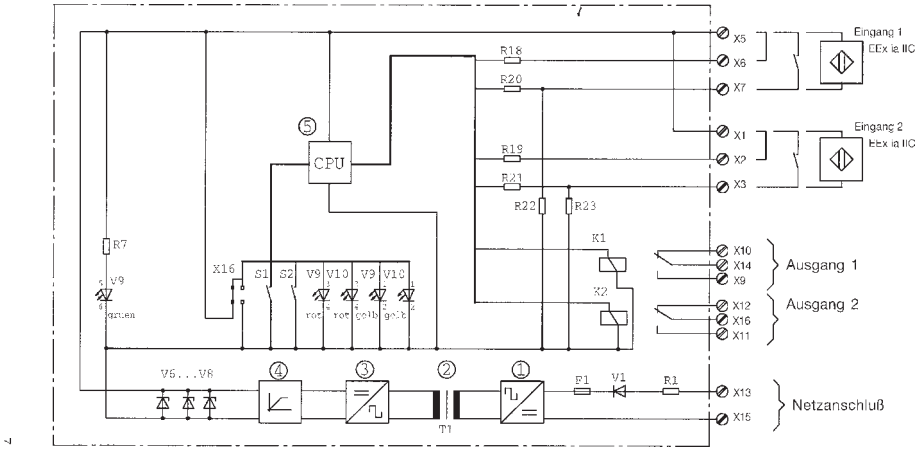 X5
Eingang 1
EEx ia IIC
R18
X6
R20
X7
⑤
CPU
X1
Eingang 2
EEx ia IIC
R19
X2
R21
X3
R22
R23
R7
K1
X10
X14
X9
Ausgang 1
X16
S1
S2
V9
V10
V9
V10
V9
5
6
gruen
rot
rot
gelb
gelb
K2
X12
X16
X11
Ausgang 2
V6...V8
④
③
②
①
F1
V1
R1
X13
T1
X15
Netzanschluß